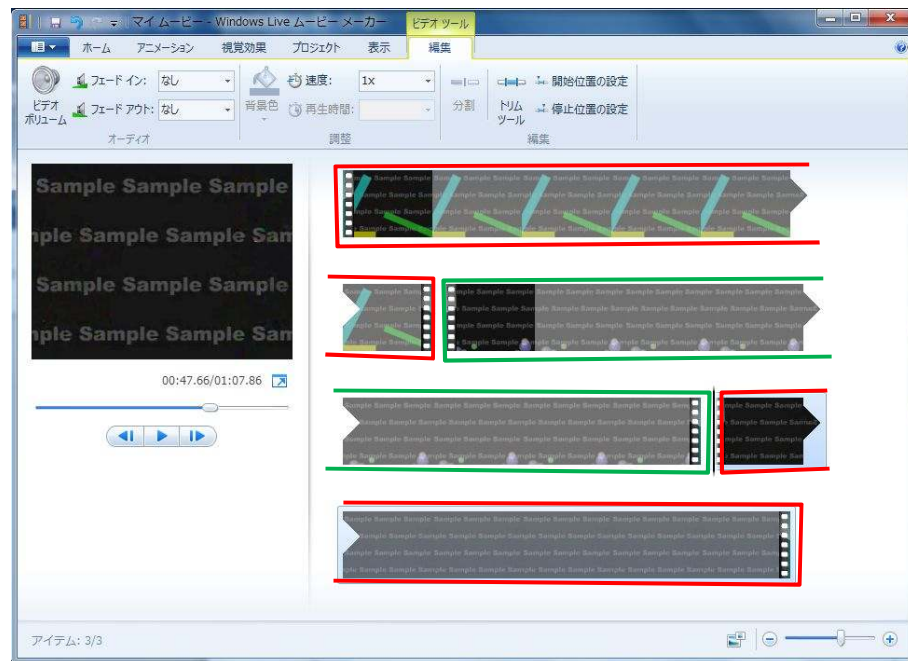 マイ ムービー - Windows Live ムービー メーカー
ビデオ ツール
ホーム アニメーション 視覚効果 プロジェクト 表示 編集
ビデオ ボリューム
フェード イン: なし
フェード アウト: なし
オーディオ
背景色
速度: 1x
再生時間:
調整
分割
トリム ツール
開始位置の設定
停止位置の設定
編集
Sample Sample Sample
nple Sample Sample San
Sample Sample Sample
nple Sample Sample San
00:47.66/01:07.86
アイテム: 3/3